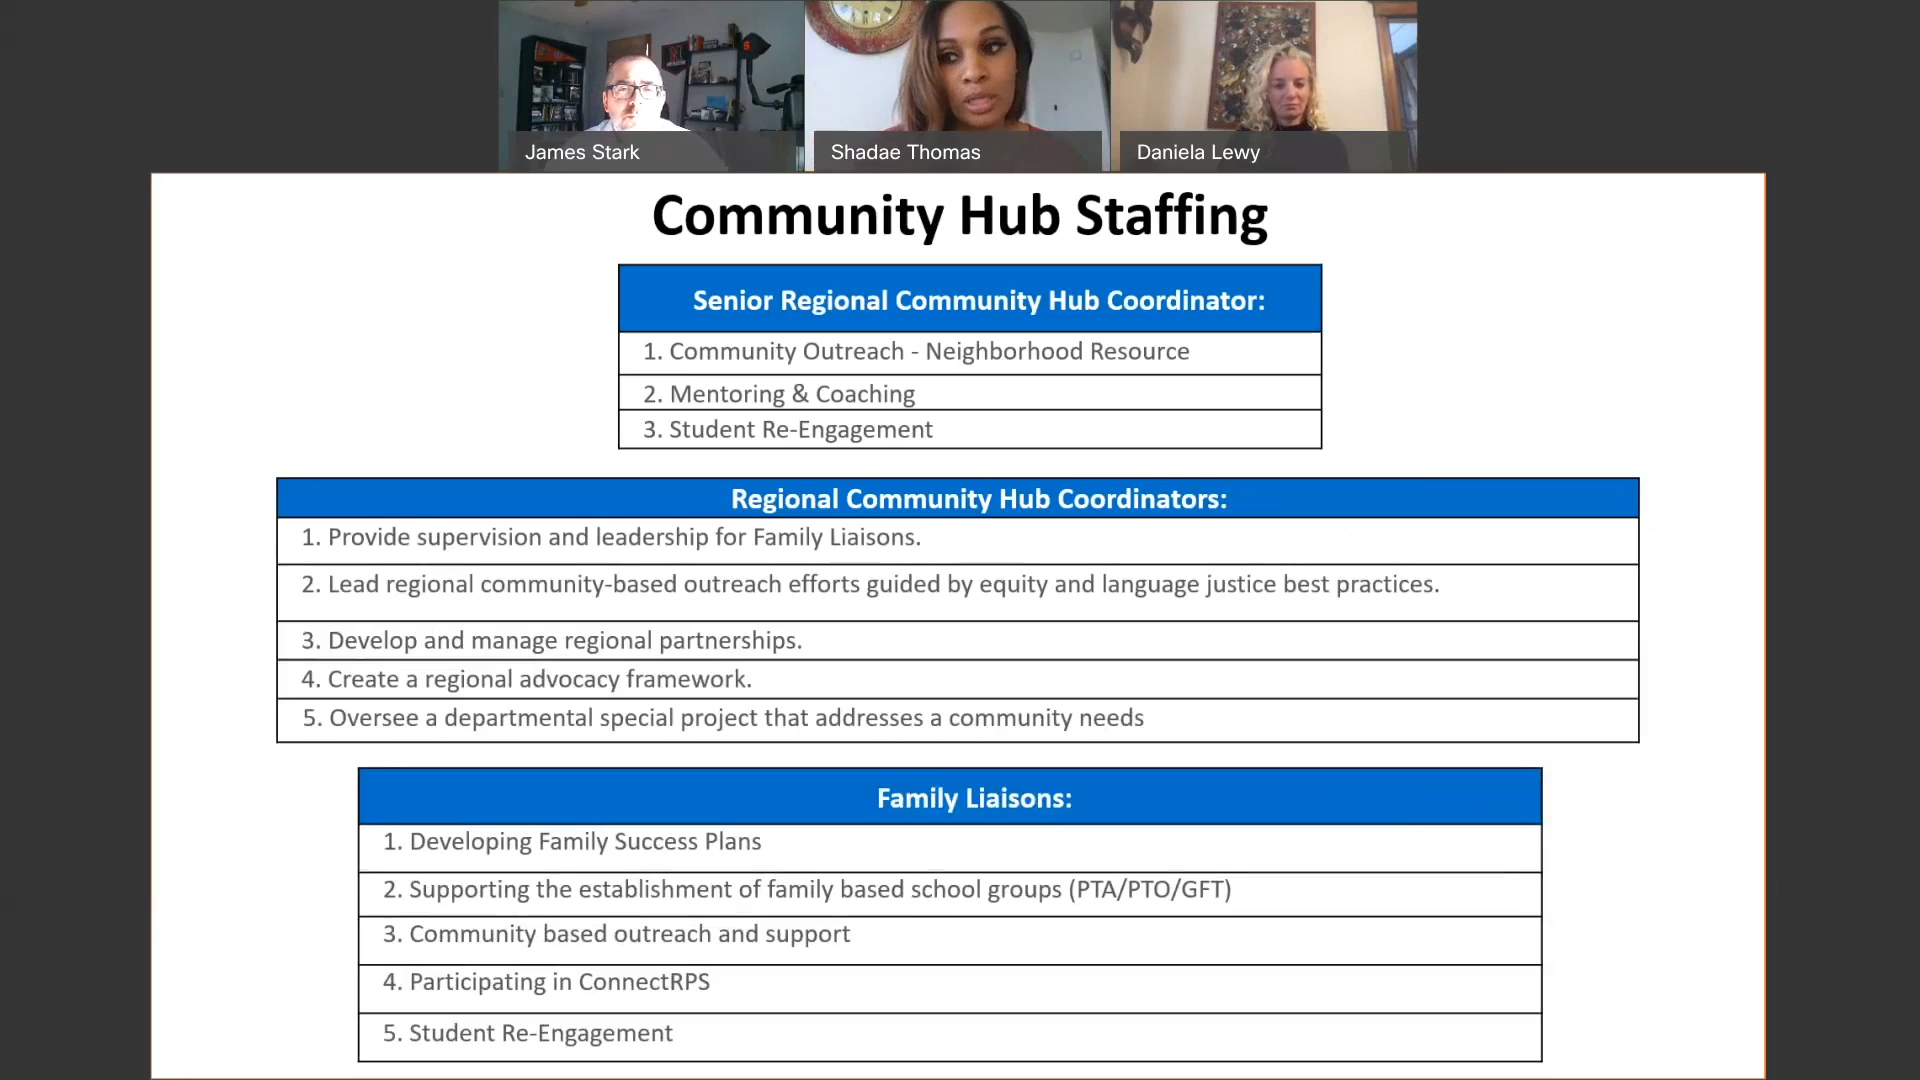 James Stark
Shadae Thomas
Daniela Lewy
Community Hub Staffing
Senior Regional Community Hub Coordinator:
1. Community Outreach - Neighborhood Resource
2. Mentoring & Coaching
3. Student Re-Engagement
Regional Community Hub Coordinators:
1. Provide supervision and leadership for Family Liaisons.
2. Lead regional community-based outreach efforts guided by equity and language justice best practices.
3. Develop and manage regional partnerships.
4. Create a regional advocacy framework.
5. Oversee a departmental special project that addresses a community needs
Family Liaisons:
1. Developing Family Success Plans
2. Supporting the establishment of family based school groups (PTA/PTO/GFT)
3. Community based outreach and support
4. Participating in ConnectRPS
5. Student Re-Engagement